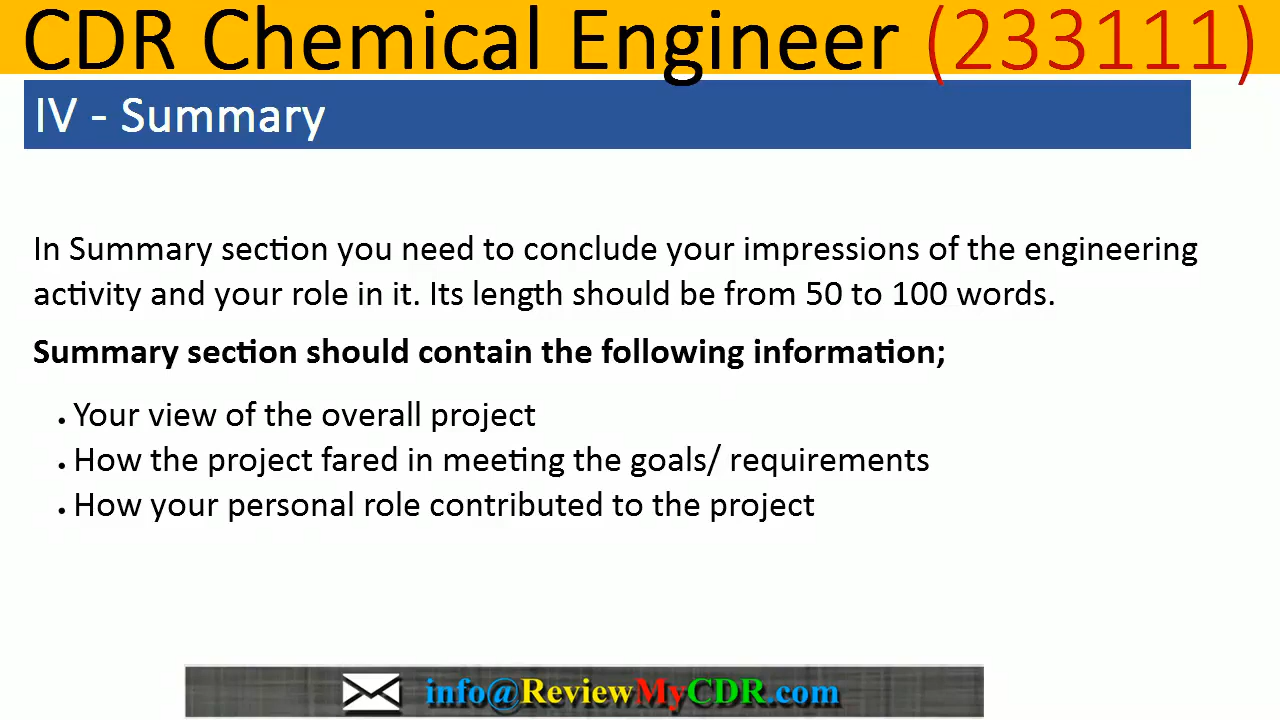 CDR Chemical Engineer (233111)
IV - Summary
In Summary section you need to conclude your impressions of the engineering
activity and your role in it. Its length should be from 50 to 100 words.
Summary section should contain the following information;
• Your view of the overall project
• How the project fared in meeting the goals/ requirements
• How your personal role contributed to the project
info@ReviewMyCDR.com